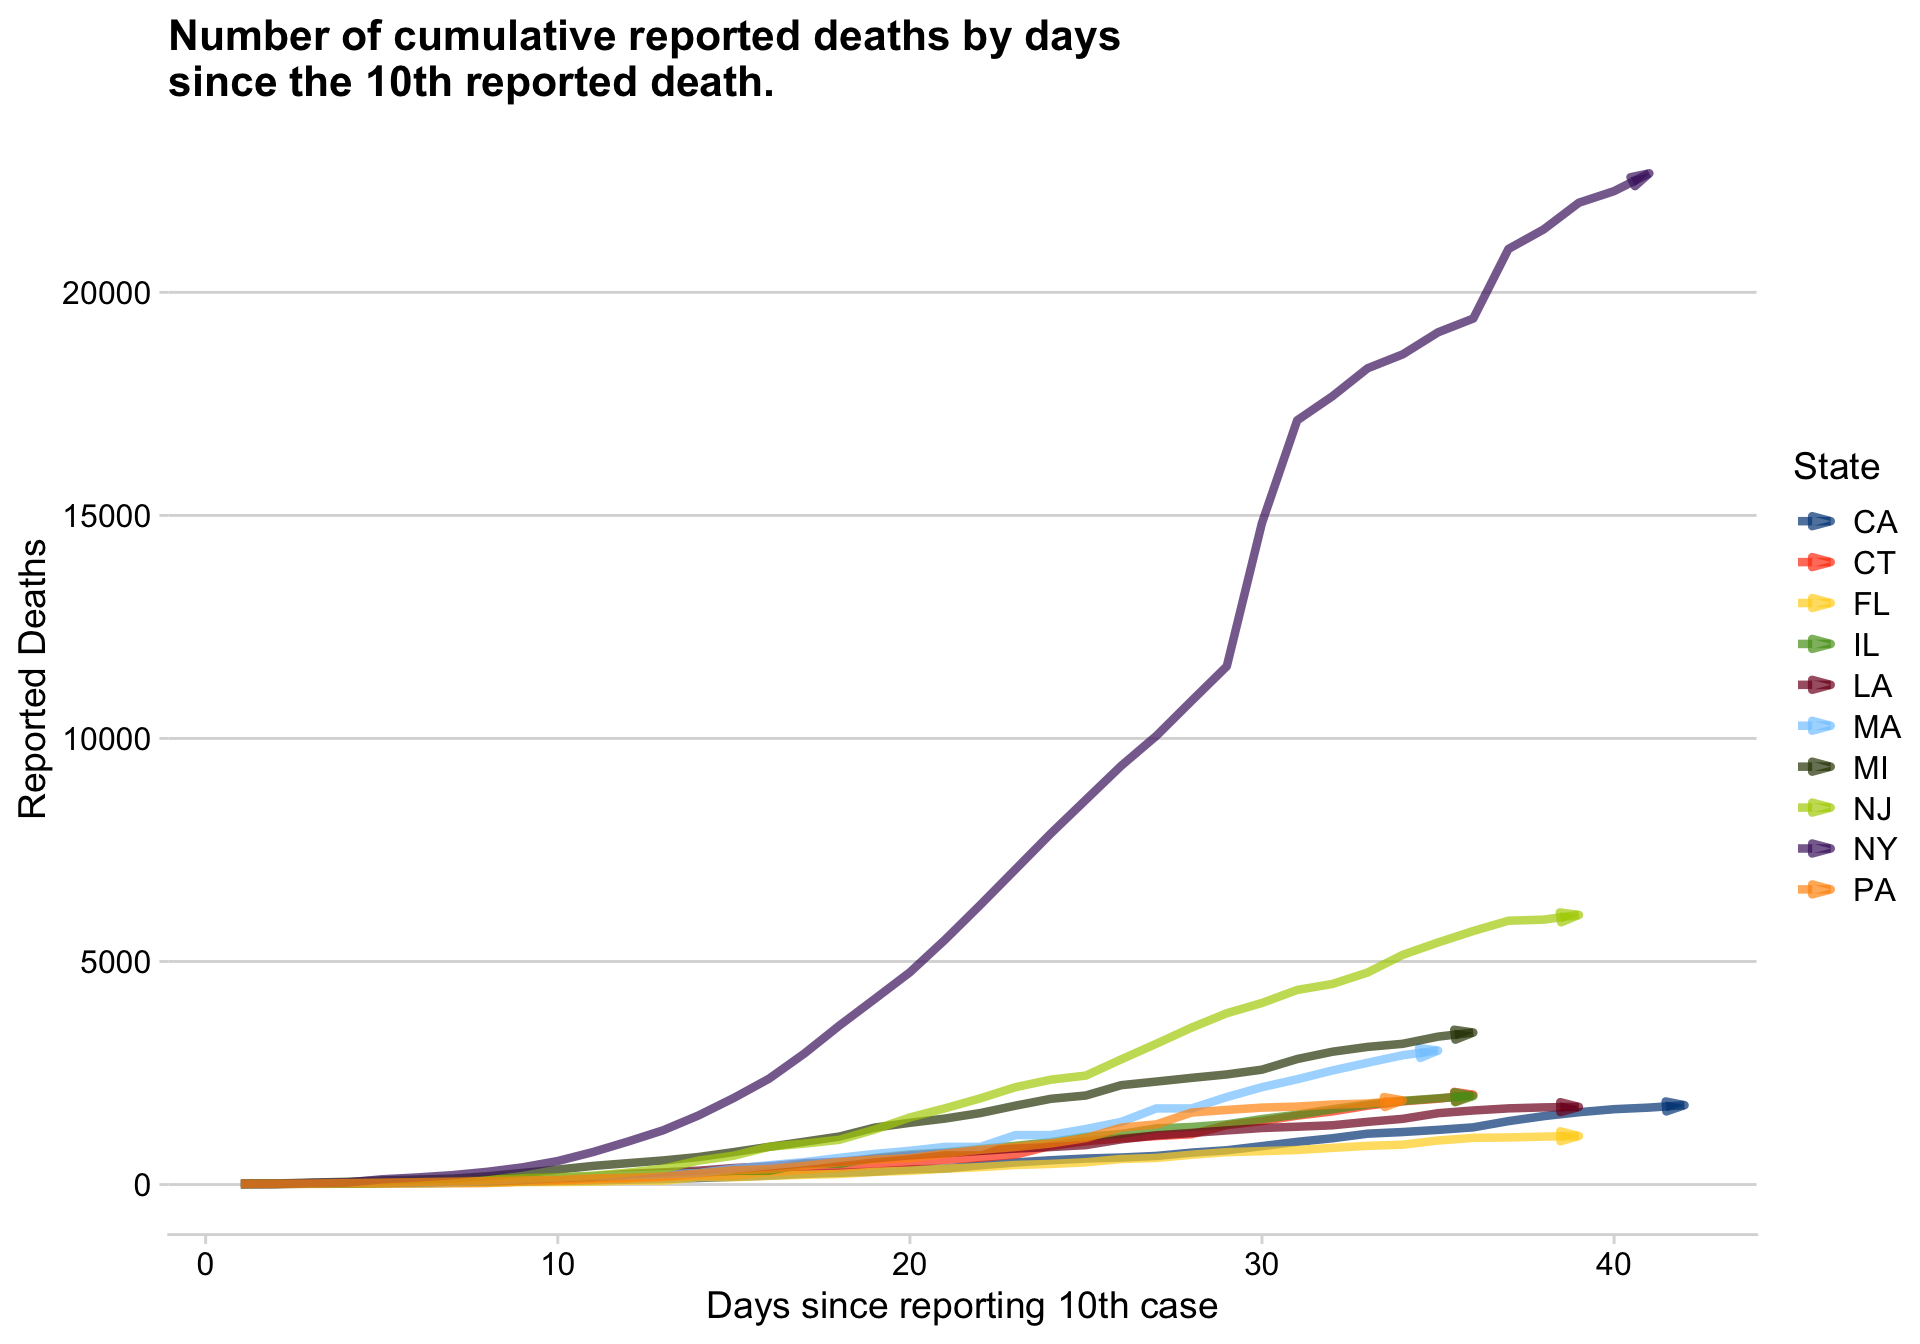 Number of cumulative reported deaths by days
since the 10th reported death.
Reported Deaths
20000
15000
10000
5000
0
0
10
20
30
40
Days since reporting 10th case
State
CA
CT
FL
IL
LA
MA
MI
NJ
NY
PA